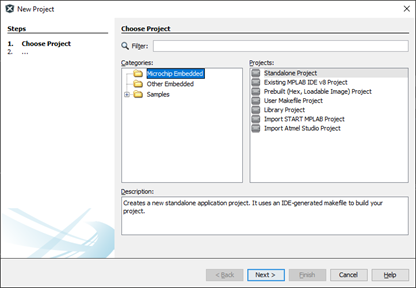 New Project
Steps
1. Choose Project
2. ...
Choose Project
Filter:
Categories:
Microchip Embedded
Other Embedded
Samples
Projects:
Standalone Project
Existing MPLAB IDE v8 Project
Prebuilt (Hex, Loadable Image) Project
User Makefile Project
Library Project
Import START MPLAB Project
Import Atmel Studio Project
Description:
Creates a new standalone application project. It uses an IDE-generated makefile to build your
project.
< Back
Next >
Finish
Cancel
Help